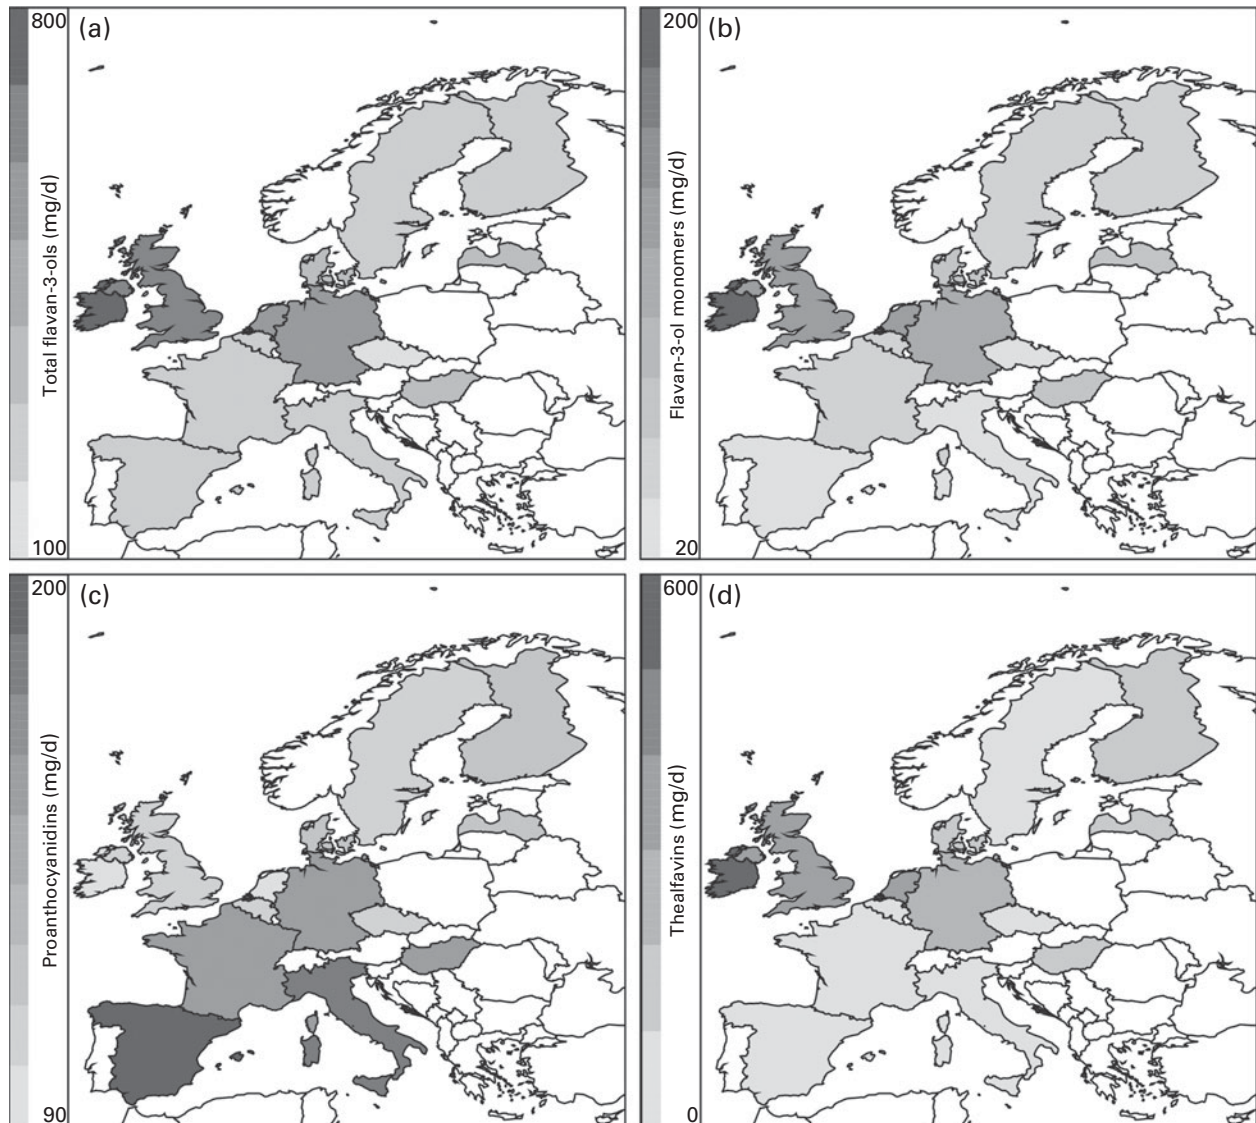 800
(a)
Total flavan-3-ols (mg/d)
100
200
(b)
Flavan-3-ol monomers (mg/d)
20
200
(c)
Proanthocyanidins (mg/d)
90
600
(d)
Thealfavins (mg/d)
0